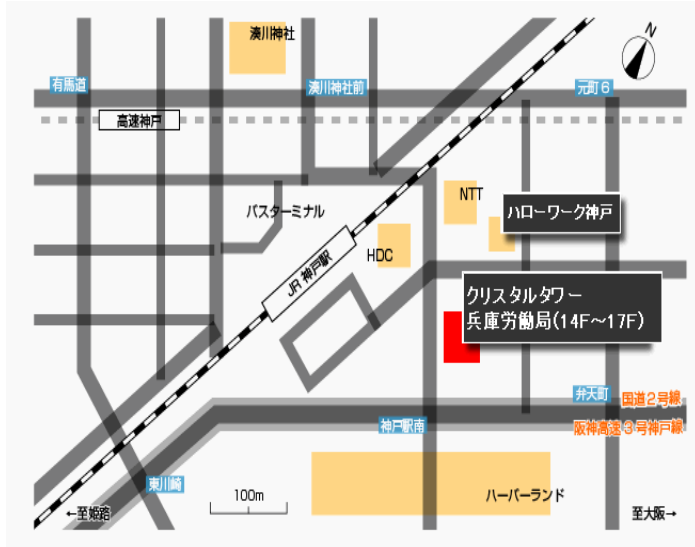 湊川神社
N
有馬道
湊川神社前
元町6
高速神戸
NTT
バスターミナル
ハローワーク神戸
HDC
JR 神戸駅
クリスタルタワー
兵庫労働局(14F～17F)
弁天町
国道2号線
神戸駅南
阪神高速3号神戸線
東川崎
100m
ハーバーランド
←至姫路
至大阪→